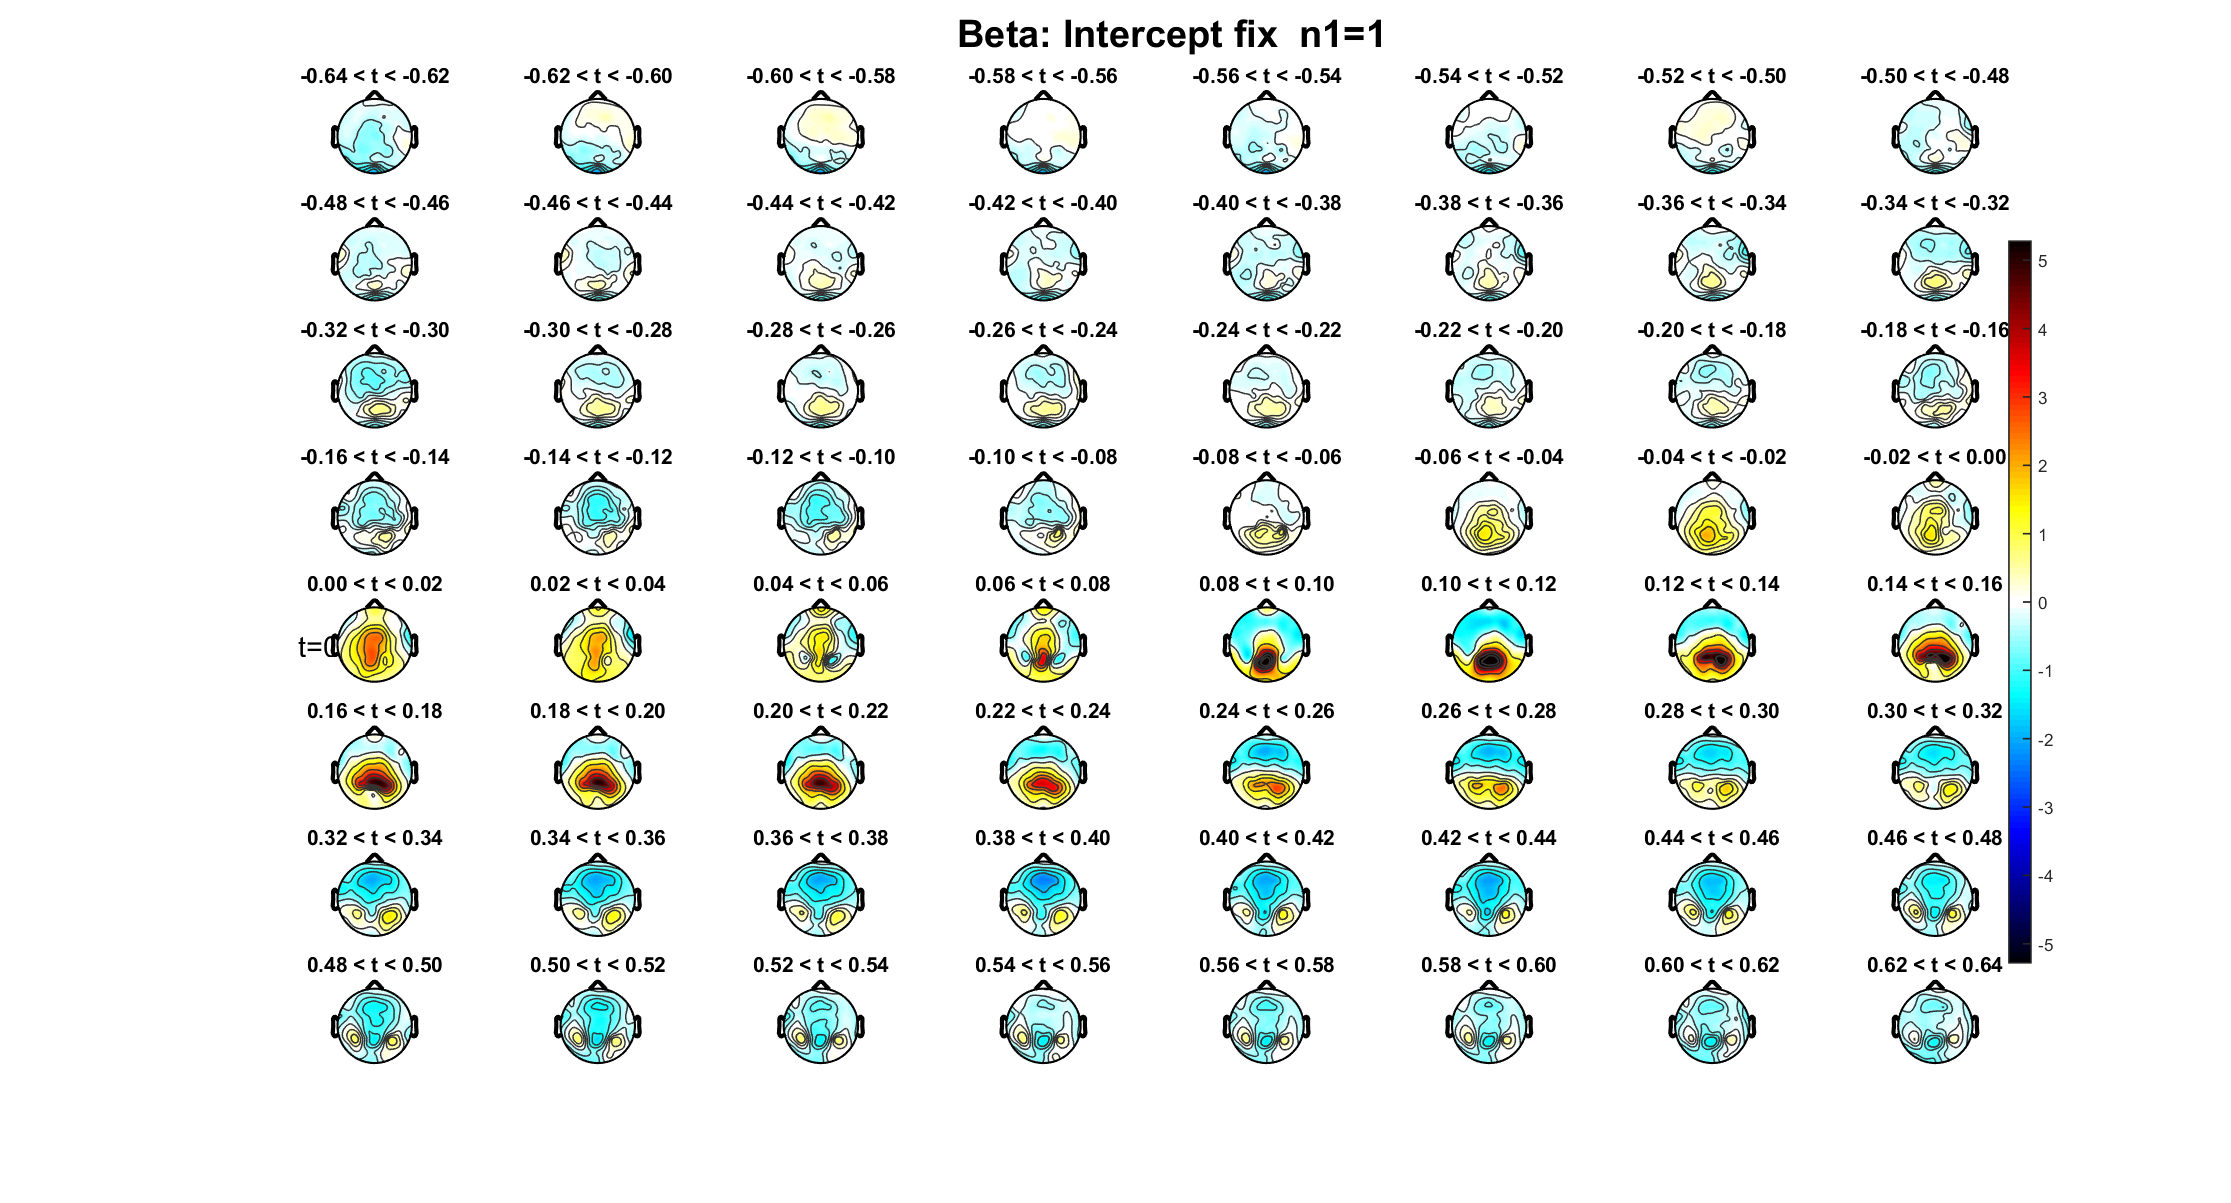 Beta: Intercept fix  n1=1
-0.64 < t < -0.62 -0.62 < t < -0.60 -0.60 < t < -0.58 -0.58 < t < -0.56 -0.56 < t < -0.54 -0.54 < t < -0.52 -0.52 < t < -0.50 -0.50 < t < -0.48
-0.48 < t < -0.46 -0.46 < t < -0.44 -0.44 < t < -0.42 -0.42 < t < -0.40 -0.40 < t < -0.38 -0.38 < t < -0.36 -0.36 < t < -0.34 -0.34 < t < -0.32
-0.32 < t < -0.30 -0.30 < t < -0.28 -0.28 < t < -0.26 -0.26 < t < -0.24 -0.24 < t < -0.22 -0.22 < t < -0.20 -0.20 < t < -0.18 -0.18 < t < -0.16
-0.16 < t < -0.14 -0.14 < t < -0.12 -0.12 < t < -0.10 -0.10 < t < -0.08 -0.08 < t < -0.06 -0.06 < t < -0.04 -0.04 < t < -0.02 -0.02 < t < 0.00
0.00 < t < 0.02 0.02 < t < 0.04 0.04 < t < 0.06 0.06 < t < 0.08 0.08 < t < 0.10 0.10 < t < 0.12 0.12 < t < 0.14 0.14 < t < 0.16
t=0
0.16 < t < 0.18 0.18 < t < 0.20 0.20 < t < 0.22 0.22 < t < 0.24 0.24 < t < 0.26 0.26 < t < 0.28 0.28 < t < 0.30 0.30 < t < 0.32
0.32 < t < 0.34 0.34 < t < 0.36 0.36 < t < 0.38 0.38 < t < 0.40 0.40 < t < 0.42 0.42 < t < 0.44 0.44 < t < 0.46 0.46 < t < 0.48
0.48 < t < 0.50 0.50 < t < 0.52 0.52 < t < 0.54 0.54 < t < 0.56 0.56 < t < 0.58 0.58 < t < 0.60 0.60 < t < 0.62 0.62 < t < 0.64
5
4
3
2
1
0
-1
-2
-3
-4
-5